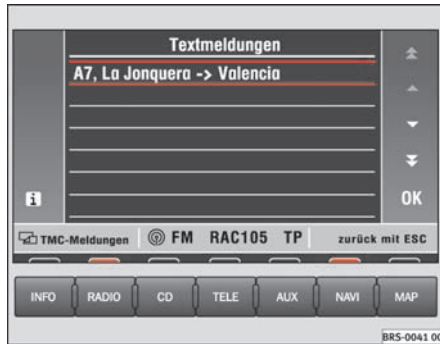 Textmeldungen
A7, La Jonquera -> Valencia
i OK
TMC-Meldungen FM RAC105 TP zurück mit ESC
INFO RADIO CD TELE AUX NAVI MAP
BRS-0041